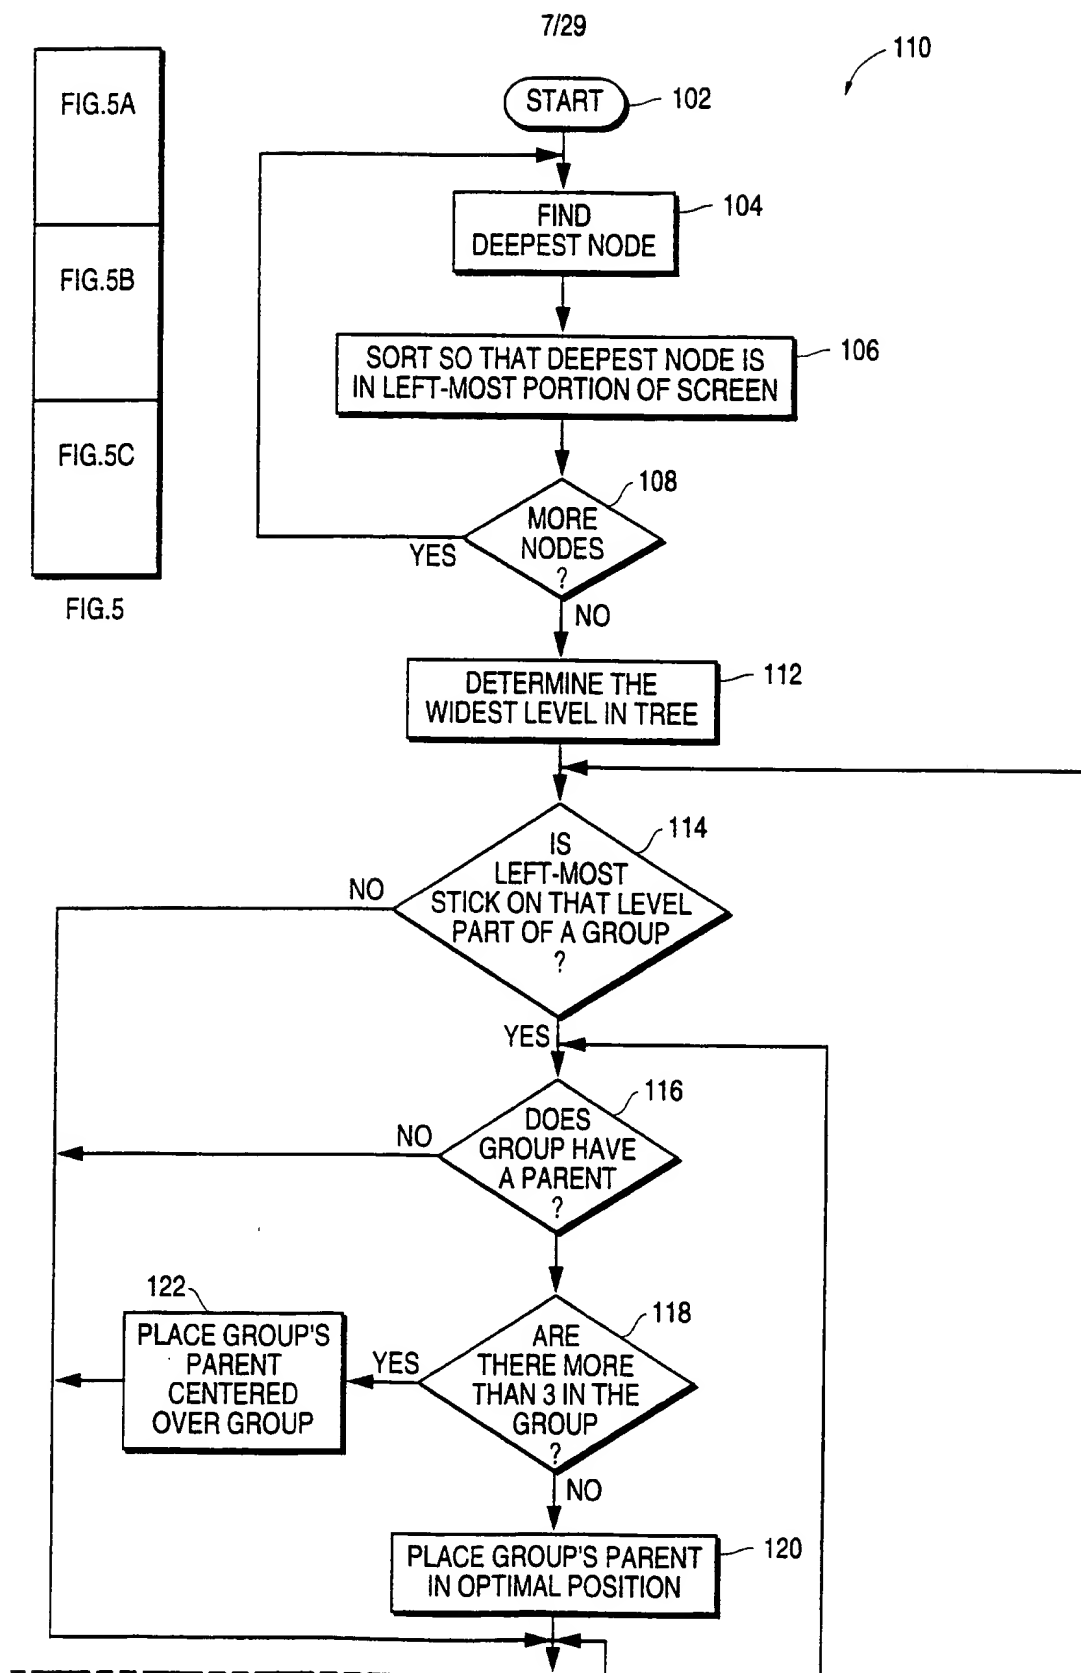 7/29
110
FIG.5A
FIG.5B
FIG.5C
FIG.5
START
102
FIND
DEEPEST NODE
104
SORT SO THAT DEEPEST NODE IS
IN LEFT-MOST PORTION OF SCREEN
106
MORE
NODES
?
108
YES
NO
DETERMINE THE
WIDEST LEVEL IN TREE
112
IS
LEFT-MOST
STICK ON THAT LEVEL
PART OF A GROUP
?
114
NO
YES
DOES
GROUP HAVE
A PARENT
?
116
NO
ARE
THERE MORE
THAN 3 IN THE
GROUP
?
118
YES
122
PLACE GROUP'S
PARENT
CENTERED
OVER GROUP
NO
PLACE GROUP'S PARENT
IN OPTIMAL POSITION
120